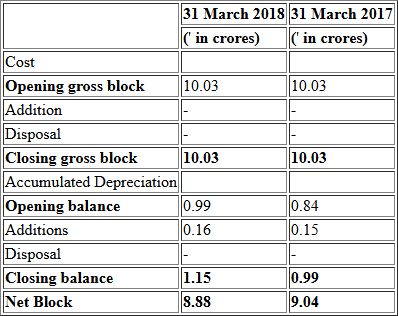 31 March 2018 31 March 2017
(' in crores) (' in crores)
Cost
Opening gross block 10.03 10.03
Addition - -
Disposal - -
Closing gross block 10.03 10.03
Accumulated Depreciation
Opening balance 0.99 0.84
Additions 0.16 0.15
Disposal - -
Closing balance 1.15 0.99
Net Block 8.88 9.04